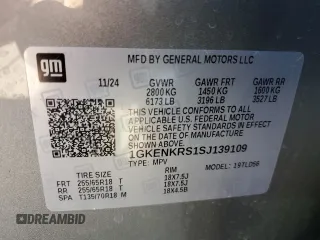 gm
MFD BY GENERAL MOTORS LLC
11/24 GVWR GAWR FRT GAWR RR
2800 KG 1450 KG 1600 KG
6173 LB 3196 LB 3527 LB
THIS VEHICLE CONFORMS TO ALL
APPLICABLE U.S. FEDERAL MOTOR
VEHICLE SAFETY
STANDARDS IN EFFECT ON THE DATE OF
MANUFACTURE SHOWN ABOVE.
1GKENKRS1SJ139109
TYPE: MPV MODEL: 197LO56
TIRE SIZE RIM
FRT 255/65R18 T 18X7.5J
RR 255/65R18 T 18X7.5J
SPA T135/70R18 M 18X4.5B
DREAMBID